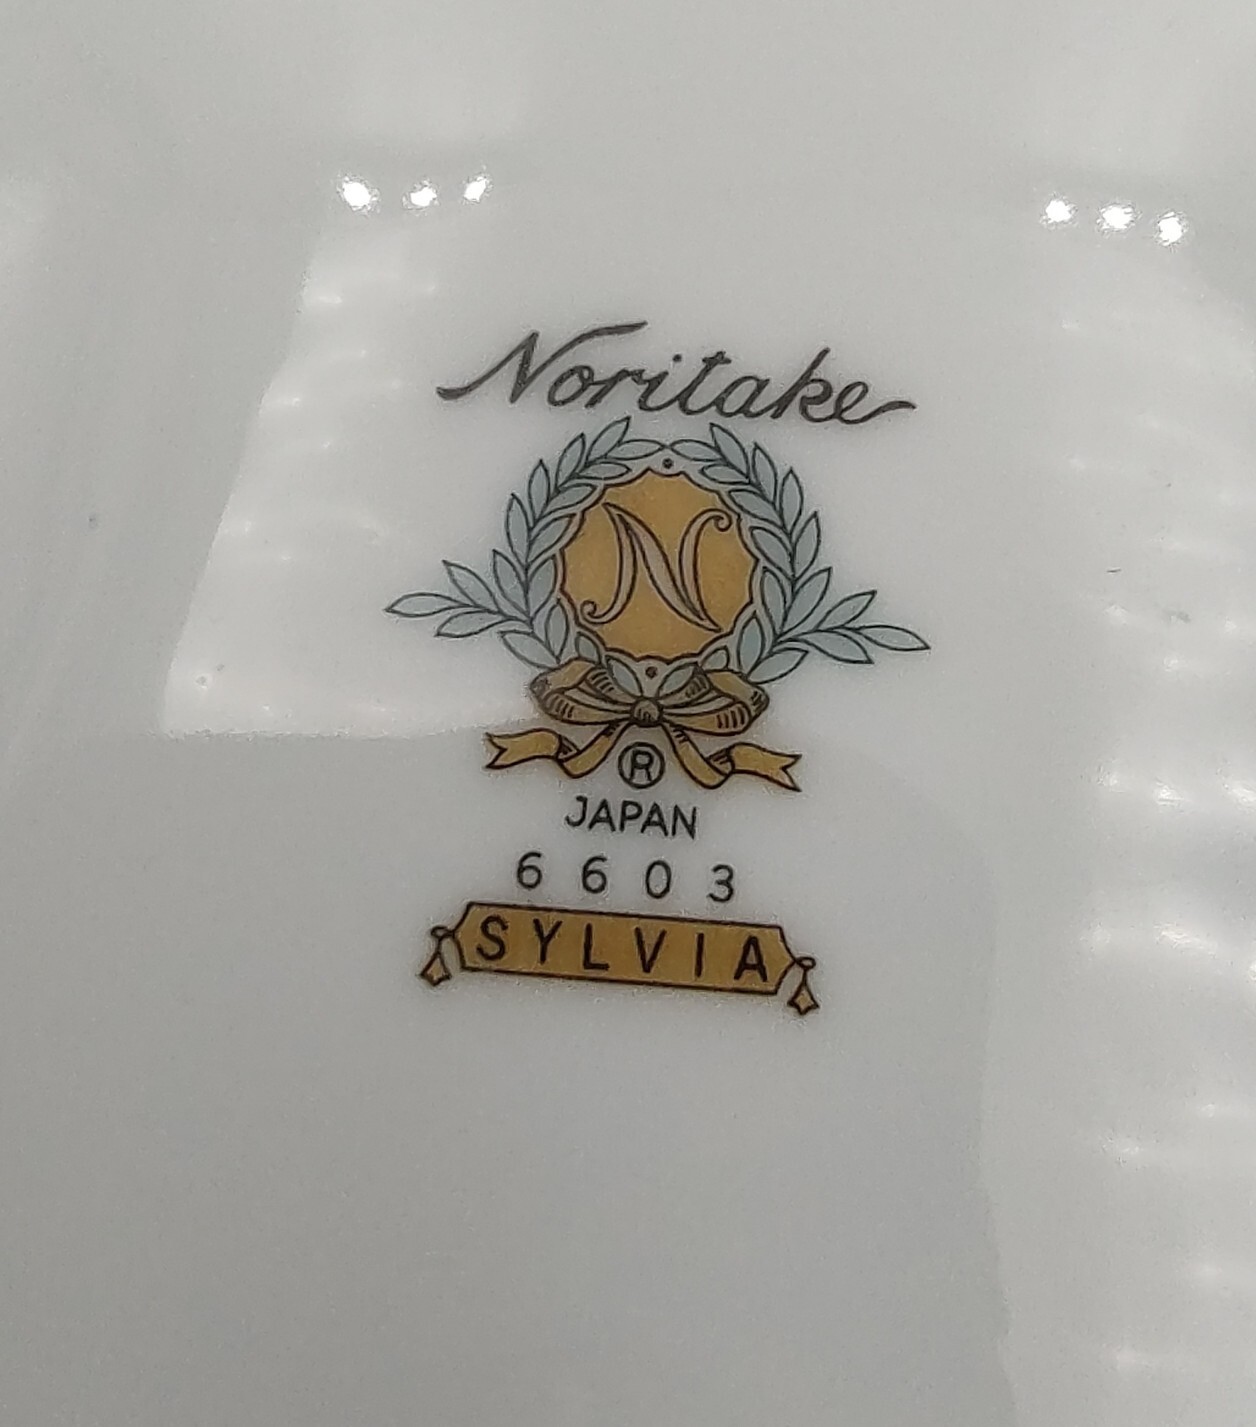 Noritake
N
®
JAPAN
6603
SYLVIA